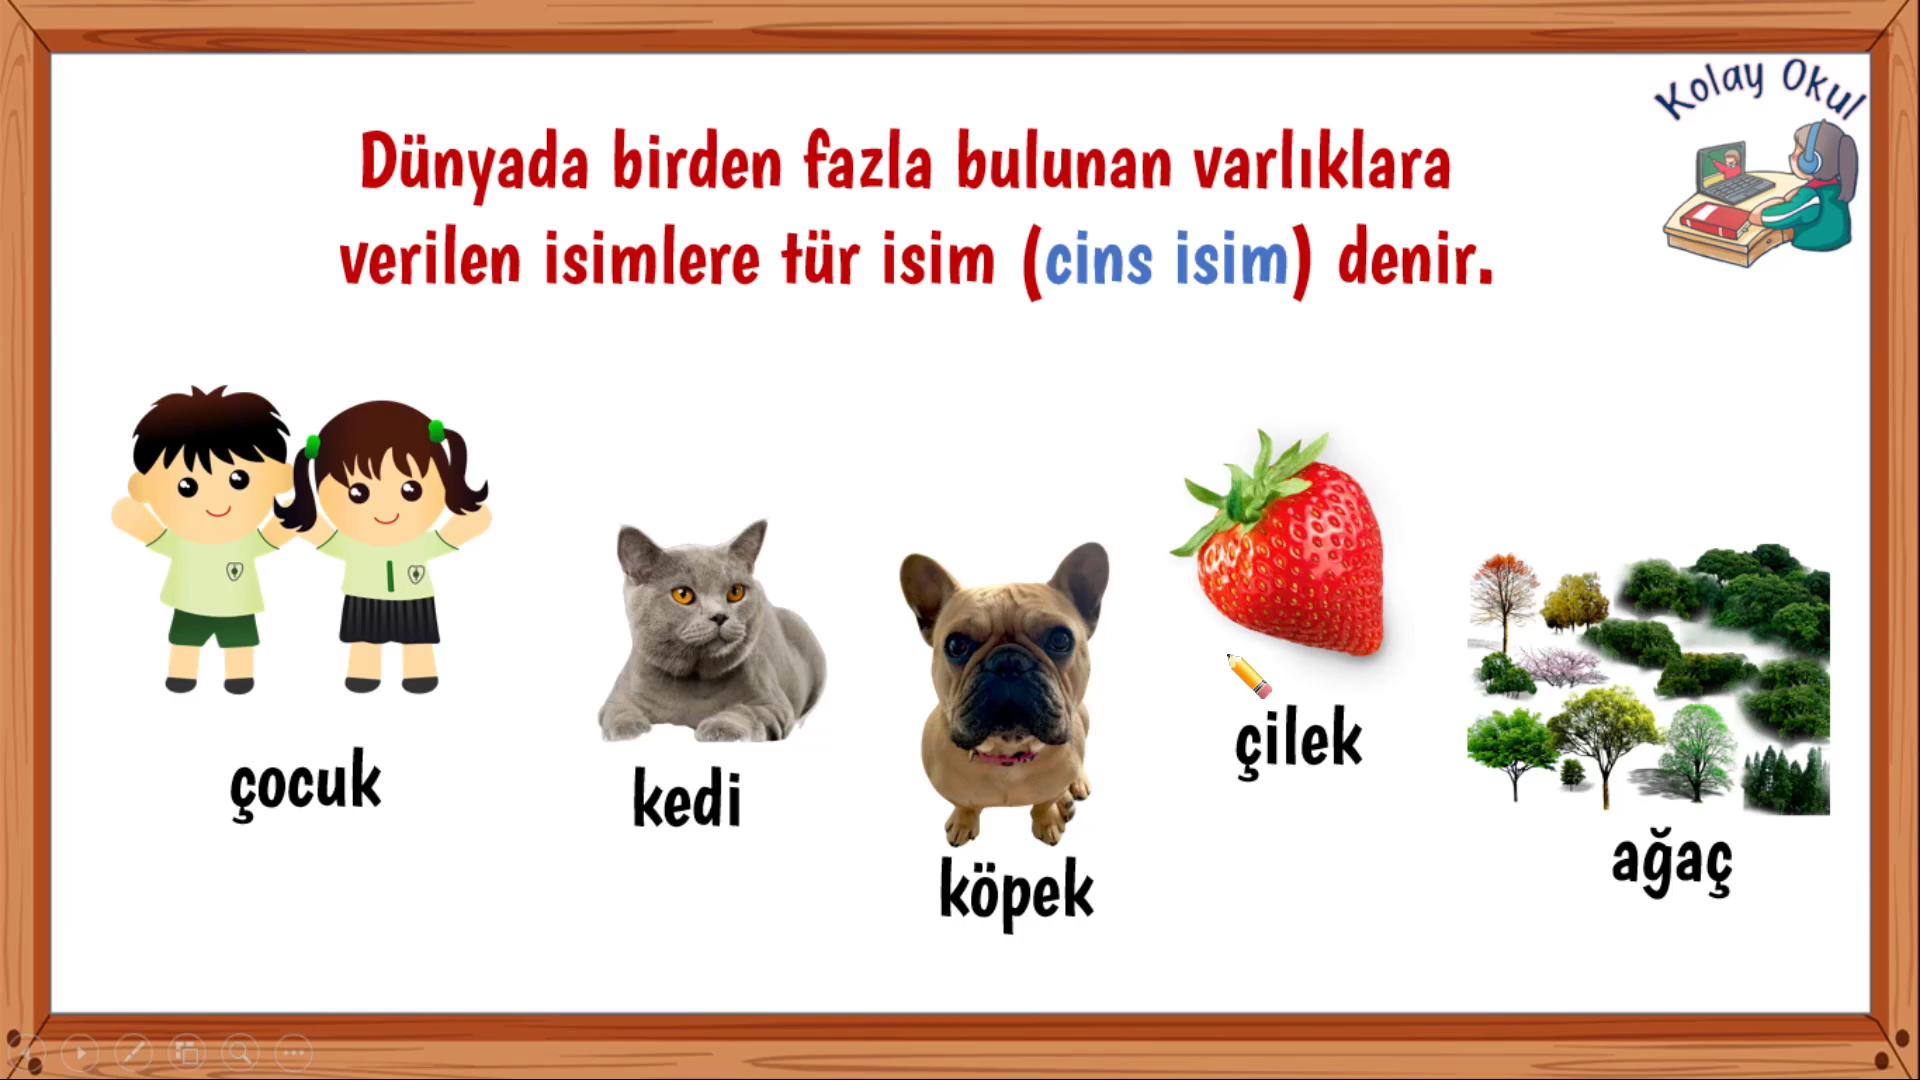 Kolay Okul
Dünyada birden fazla bulunan varlıklara
verilen isimlere tür isim (cins isim) denir.
çocuk
kedi
köpek
çilek
ağaç